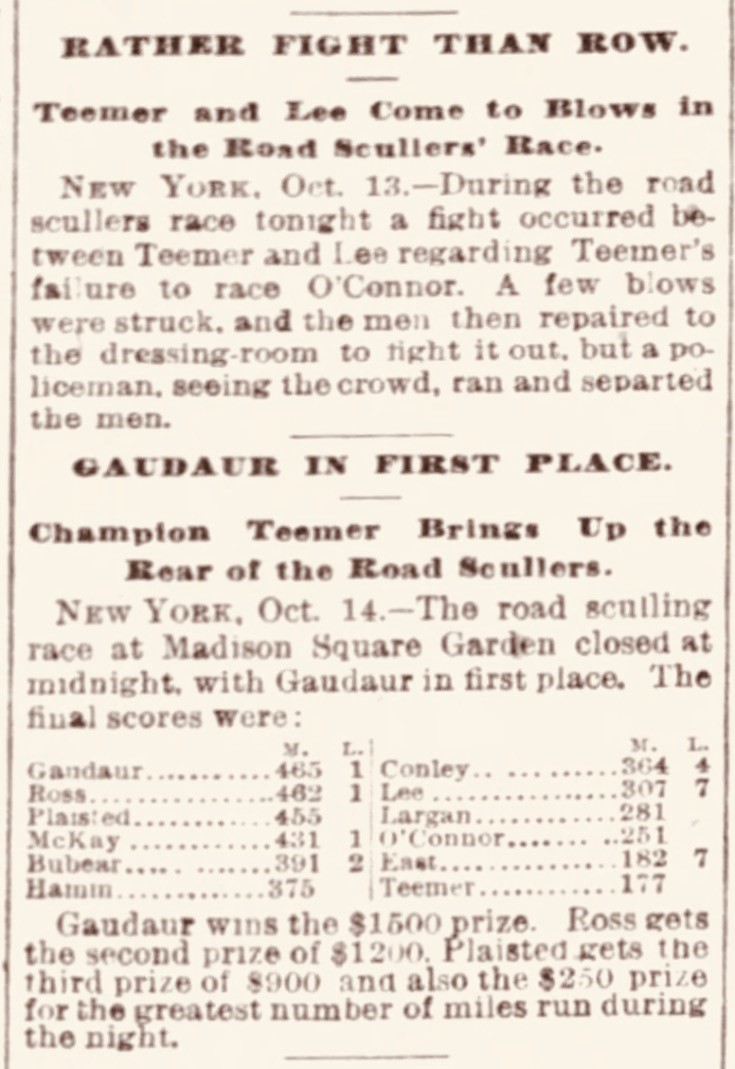 RATHER FIGHT THAN ROW.
Teemer and Lee Come to Blows in
the Road Scullers' Race.
NEW YORK, Oct. 13.—During the road
scullers race tonight a fight occurred be-
tween Teemer and Lee regarding Teemer's
failure to race O'Connor. A few blows
were struck, and the men then repaired to
the dressing-room to fight it out, but a po-
liceman, seeing the crowd, ran and separted
the men.
GAUDAUR IN FIRST PLACE.
Champion Teemer Brings Up the
Rear of the Road Scullers.
NEW YORK, Oct. 14.—The road sculling
race at Madison Square Garden closed at
midnight, with Gaudaur in first place. The
final scores were:
M. L. M. L.
Gaudaur............465 1 Conley.. ...........364 4
Ross.................462 1 Lee ................307 7
Plaisted............455 Largan............281
McKay .............431 1 O'Connor....... ..251
Bubear..... ........391 2 East................182 7
Hamm.............375 Teemer............177
Gaudaur wins the $1500 prize. Ross gets
the second prize of $1200. Plaisted gets the
third prize of $900 and also the $250 prize
for the greatest number of miles run during
the night.